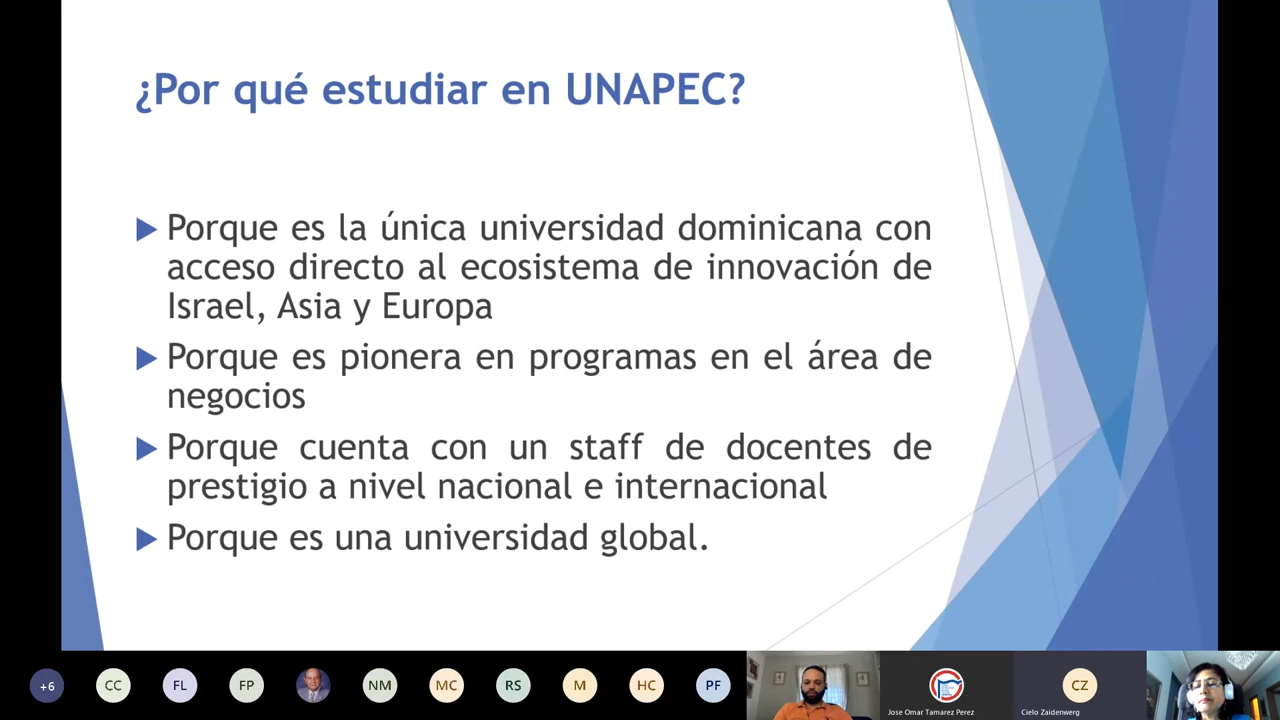 ¿Por qué estudiar en UNAPEC?
Porque es la única universidad dominicana con
acceso directo al ecosistema de innovación de
Israel, Asia y Europa
Porque es pionera en programas en el área de
negocios
Porque cuenta con un staff de docentes de
prestigio a nivel nacional e internacional
Porque es una universidad global.
+6 CC FL FP NM MC RS M HC PF CZ
Jose Omar Tamarez Perez Cielo Zaidenwerg